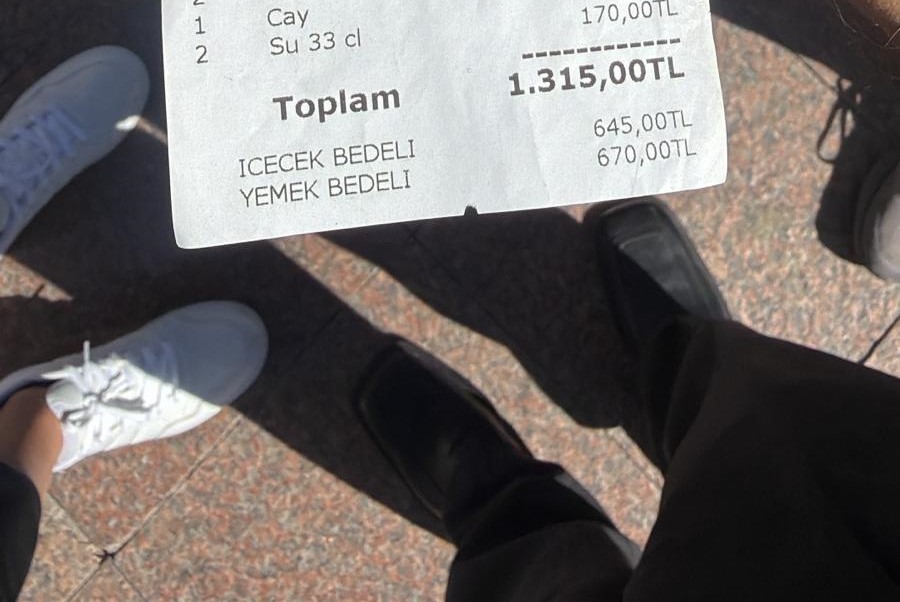 1 Cay
2 Su 33 cl 170,00TL
------------
Toplam 1.315,00TL
ICECEK BEDELI 645,00TL
YEMEK BEDELI 670,00TL